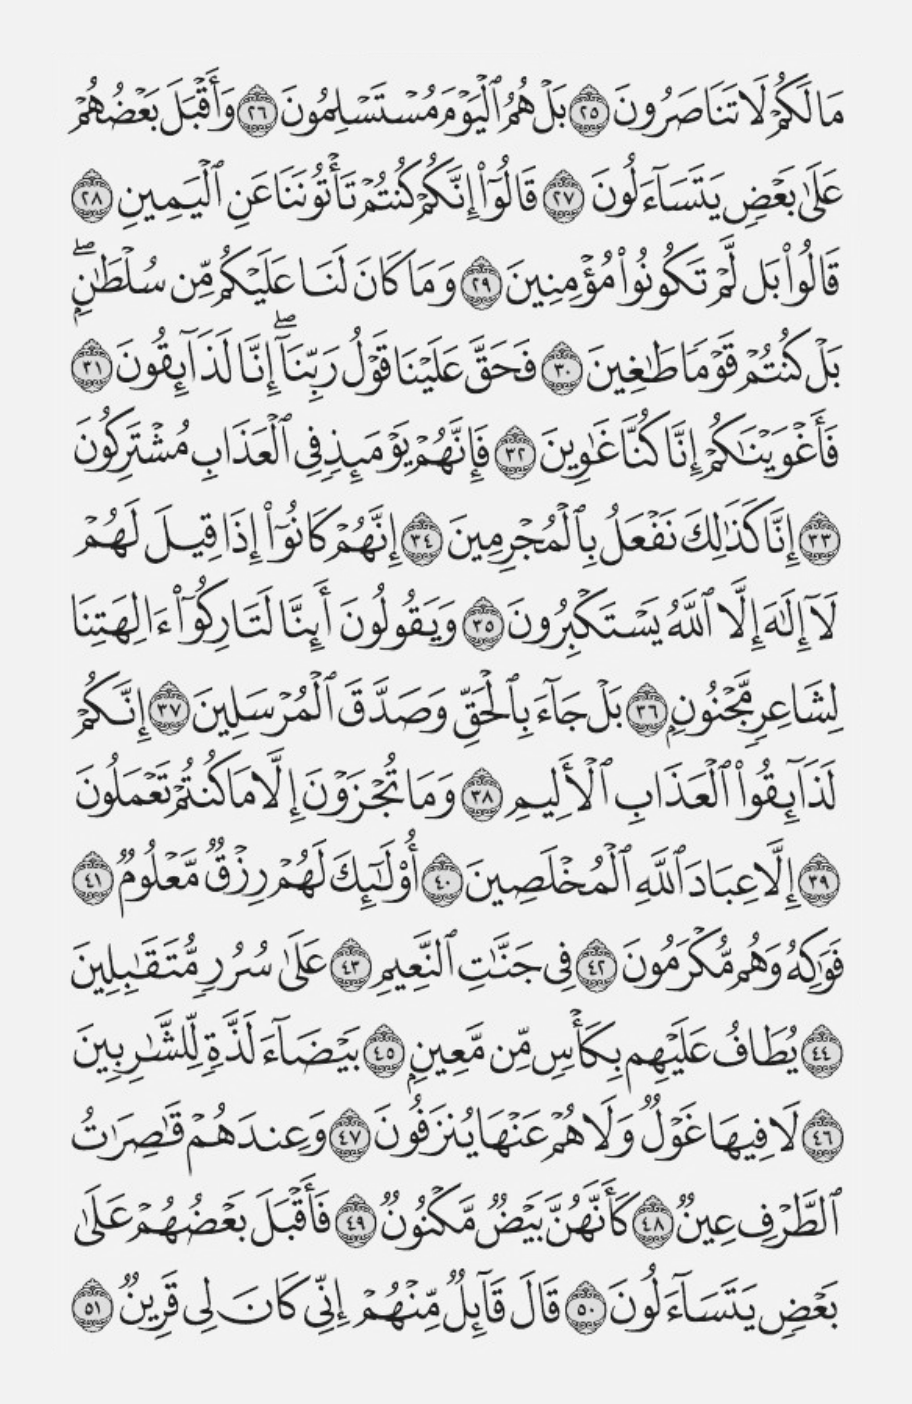 مَا لَكُمْ لَا تَنَاصَرُونَ ٢٥ بَلْ هُمُ ٱلْيَوْمَ مُسْتَسْلِمُونَ ٢٦ وَأَقْبَلَ بَعْضُهُمْ
عَلَىٰ بَعْضٍ يَتَسَآءَلُونَ ٢٧ قَالُوٓا۟ إِنَّكُمْ كُنتُمْ تَأْتُونَنَا عَنِ ٱلْيَمِينِ ٢٨
قَالُوا۟ بَل لَّمْ تَكُونُوا۟ مُؤْمِنِينَ ٢٩ وَمَا كَانَ لَنَا عَلَيْكُم مِّن سُلْطَـٰنٍۭ ۖ
بَلْ كُنتُمْ قَوْمًا طَـٰغِينَ ٣٠ فَحَقَّ عَلَيْنَا قَوْلُ رَبِّنَآ ۖ إِنَّا لَذَآئِقُونَ ٣١
فَأَغْوَيْنَـٰكُمْ إِنَّا كُنَّا غَـٰوِينَ ٣٢ فَإِنَّهُمْ يَوْمَئِذٍ فِى ٱلْعَذَابِ مُشْتَرِكُونَ
٣٣ إِنَّا كَذَٰلِكَ نَفْعَلُ بِٱلْمُجْرِمِينَ ٣٤ إِنَّهُمْ كَانُوٓا۟ إِذَا قِيلَ لَهُمْ
لَآ إِلَـٰهَ إِلَّا ٱللَّهُ يَسْتَكْبِرُونَ ٣٥ وَيَقُولُونَ أَئِنَّا لَتَارِكُوٓا۟ ءَالِهَتِنَا
لِشَاعِرٍ مَّجْنُونٍۭ ٣٦ بَلْ جَآءَ بِٱلْحَقِّ وَصَدَّقَ ٱلْمُرْسَلِينَ ٣٧ إِنَّكُمْ
لَذَآئِقُوا۟ ٱلْعَذَابِ ٱلْأَلِيمِ ٣٨ وَمَا تُجْزَوْنَ إِلَّا مَا كُنتُمْ تَعْمَلُونَ
٣٩ إِلَّا عِبَادَ ٱللَّهِ ٱلْمُخْلَصِينَ ٤٠ أُو۟لَـٰٓئِكَ لَهُمْ رِزْقٌ مَّعْلُومٌ ٤١
فَوَٰكِهُ وَهُم مُّكْرَمُونَ ٤٢ فِى جَنَّـٰتِ ٱلنَّعِيمِ ٤٣ عَلَىٰ سُرُرٍ مُّتَقَـٰبِلِينَ
٤٤ يُطَافُ عَلَيْهِم بِكَأْسٍ مِّن مَّعِينٍۭ ٤٥ بَيْضَآءَ لَذَّةٍ لِّلشَّـٰرِبِينَ
٤٦ لَا فِيهَا غَوْلٌ وَلَا هُمْ عَنْهَا يُنزَفُونَ ٤٧ وَعِندَهُمْ قَـٰصِرَٰتُ
ٱلطَّرْفِ عِينٌ ٤٨ كَأَنَّهُنَّ بَيْضٌ مَّكْنُونٌ ٤٩ فَأَقْبَلَ بَعْضُهُمْ عَلَىٰ
بَعْضٍ يَتَسَآءَلُونَ ٥٠ قَالَ قَآئِلٌ مِّنْهُمْ إِنِّى كَانَ لِى قَرِينٌ ٥١